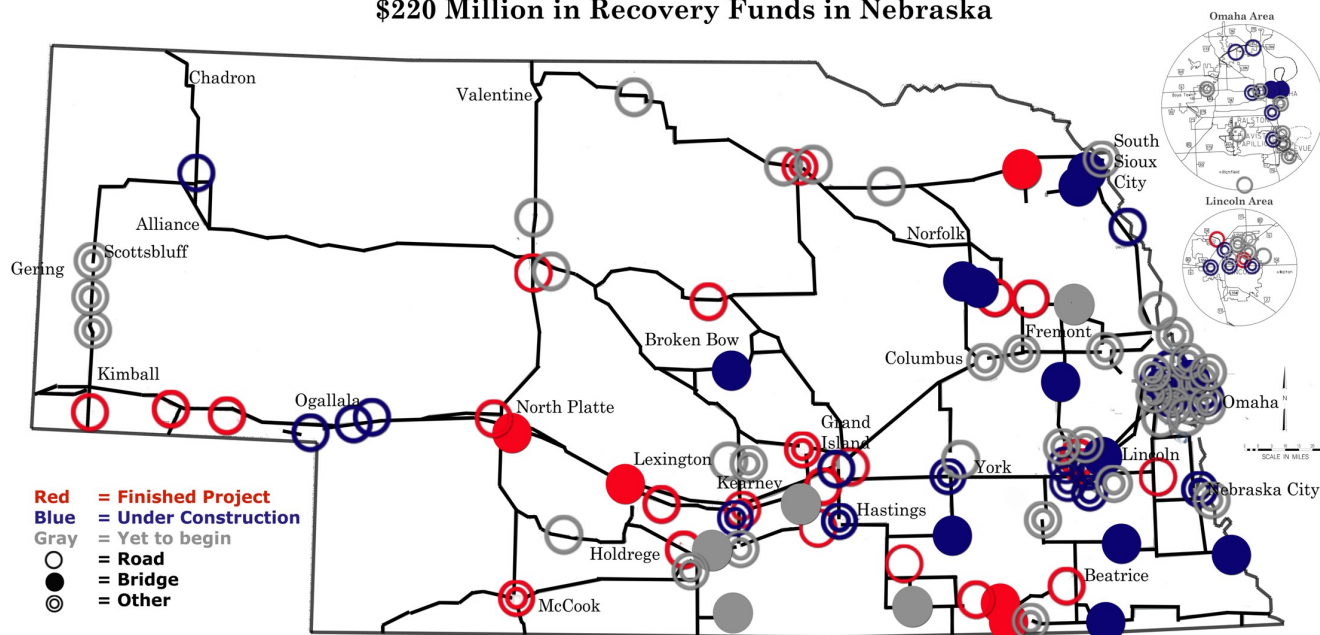 $220 Million in Recovery Funds in Nebraska
Omaha Area
Chadron
Valentine
South
Sioux
City
Alliance
Scottsbluff
Gering
Norfolk
Lincoln Area
Broken Bow
Fremont
Columbus
Kimball
Ogallala
North Platte
Omaha
Grand
Island
Lexington
Kearney
York
Lincoln
Nebraska City
SCALE IN MILES
Hastings
Holdrege
Beatrice
McCook
Red = Finished Project
Blue = Under Construction
Gray = Yet to begin
= Road
= Bridge
= Other